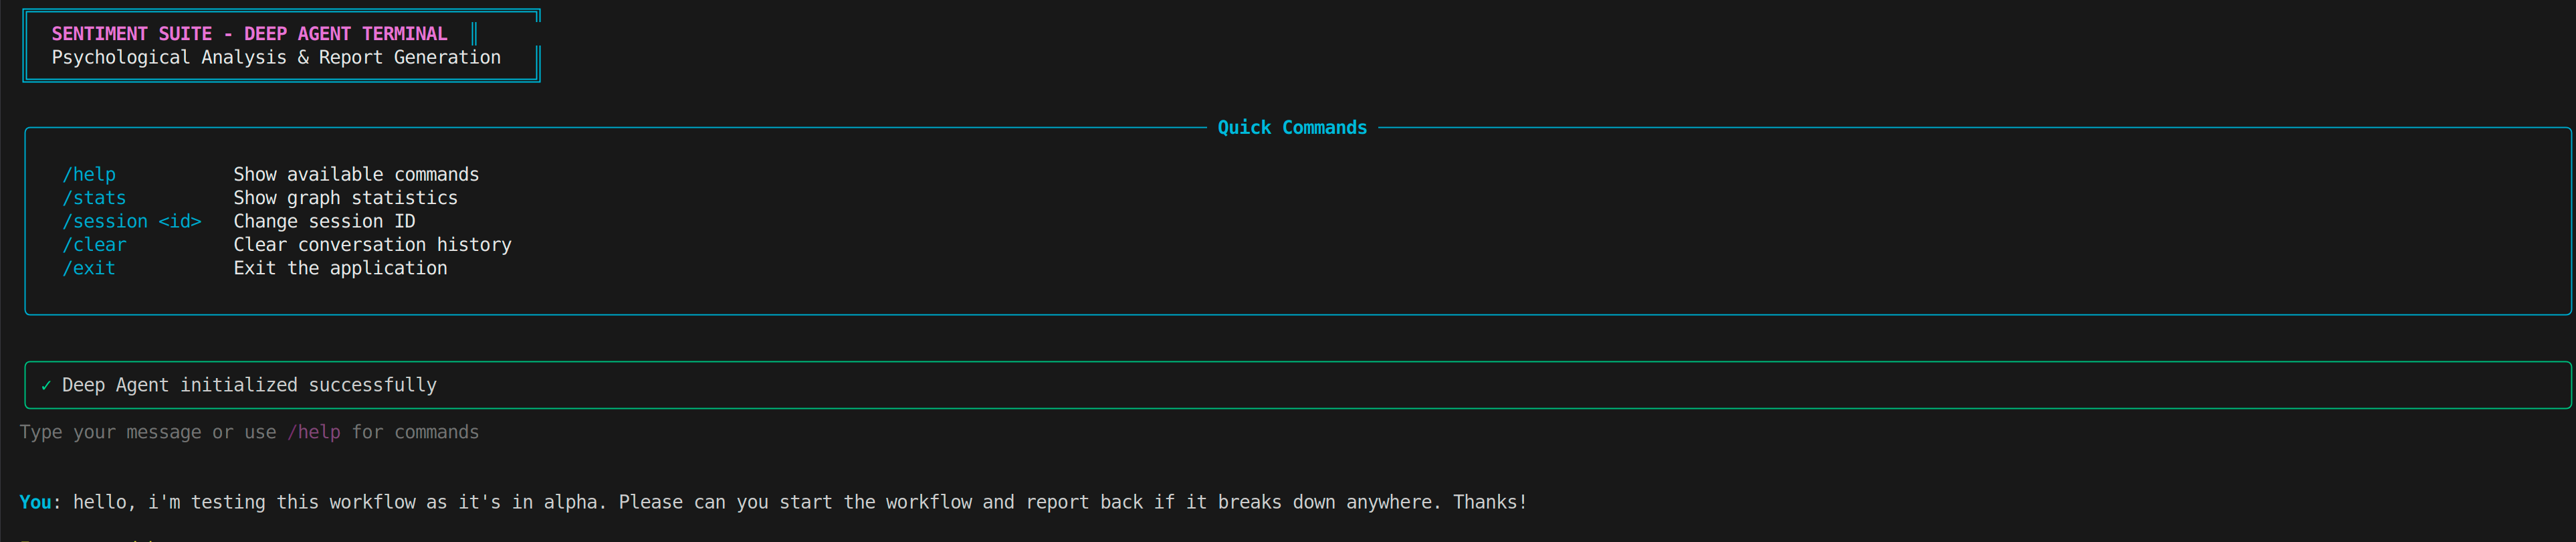 SENTIMENT SUITE - DEEP AGENT TERMINAL
Psychological Analysis & Report Generation
Quick Commands
/help Show available commands
/stats Show graph statistics
/session <id> Change session ID
/clear Clear conversation history
/exit Exit the application
✓ Deep Agent initialized successfully
Type your message or use /help for commands
You: hello, i'm testing this workflow as it's in alpha. Please can you start the workflow and report back if it breaks down anywhere. Thanks!